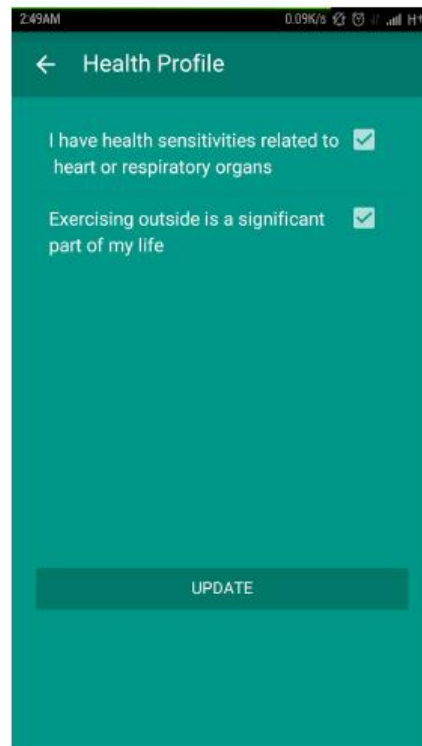 2:49AM 0.09K/s H+
Health Profile
I have health sensitivities related to
heart or respiratory organs
Exercising outside is a significant
part of my life
UPDATE